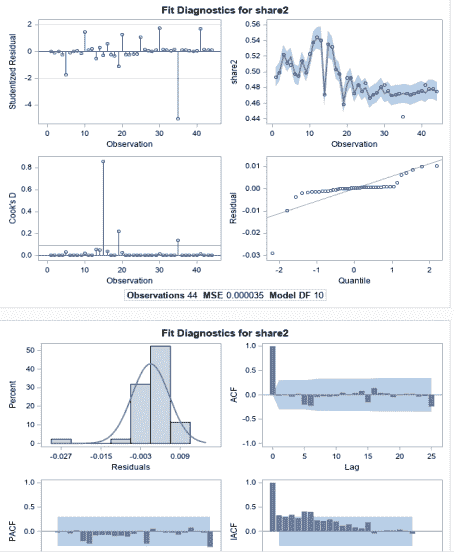 Fit Diagnostics for share2
Studentized Residual
2
0
-2
-4
0 10 20 30 40
Observation
share2
0.56
0.54
0.52
0.50
0.48
0.46
0.44
0 10 20 30 40
Observation
Cook's D
0.8
0.6
0.4
0.2
0.0
0 10 20 30 40
Observation
Residual
0.01
0.00
-0.01
-0.02
-0.03
-2 -1 0 1 2
Quantile
Observations 44 MSE 0.000035 Model DF 10
Fit Diagnostics for share2
Percent
50
40
30
20
10
0
-0.027 -0.015 -0.003 0.009
Residuals
ACF
1.0
0.5
0.0
-0.5
-1.0
0 5 10 15 20 25
Lag
PACF
1.0
0.5
0.0
IACF
1.0
0.5
0.0